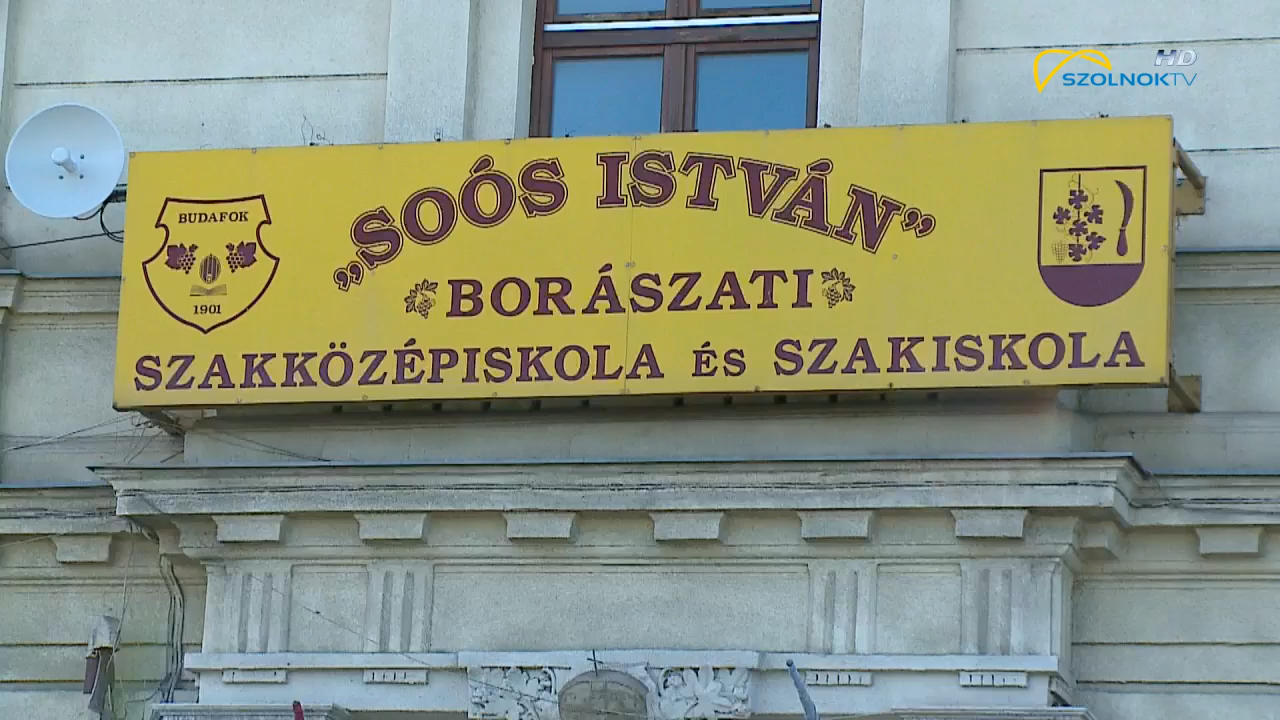 HD
SZOLNOKTV
„SOÓS ISTVÁN”
BUDAFOK
BORÁSZATI
1901
SZAKKÖZÉPISKOLA ÉS SZAKISKOLA